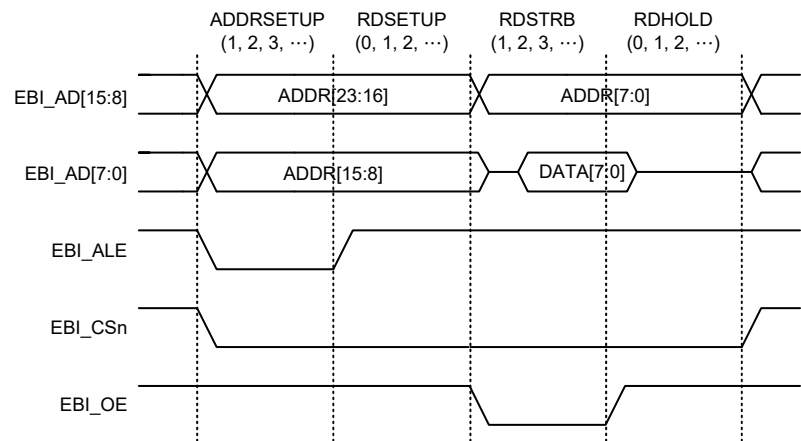 ADDRSETUP RDSETUP RDSTRB RDHOLD
(1, 2, 3, ⋯) (0, 1, 2, ⋯) (1, 2, 3, ⋯) (0, 1, 2, ⋯)
EBI_AD[15:8] ADDR[23:16] ADDR[7:0]
EBI_AD[7:0] ADDR[15:8] DATA[7:0]
EBI_ALE
EBI_CSn
EBI_OE